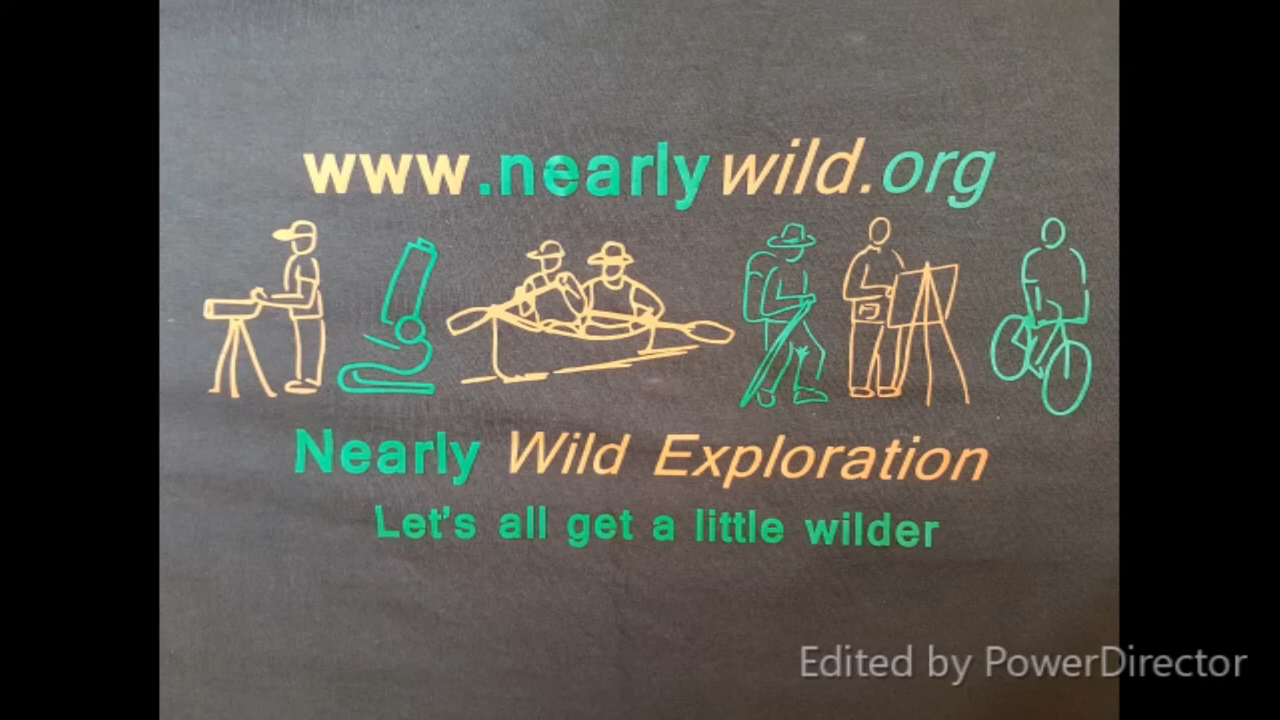 www.nearlywild.org
Nearly Wild Exploration
Let's all get a little wilder
Edited by PowerDirector